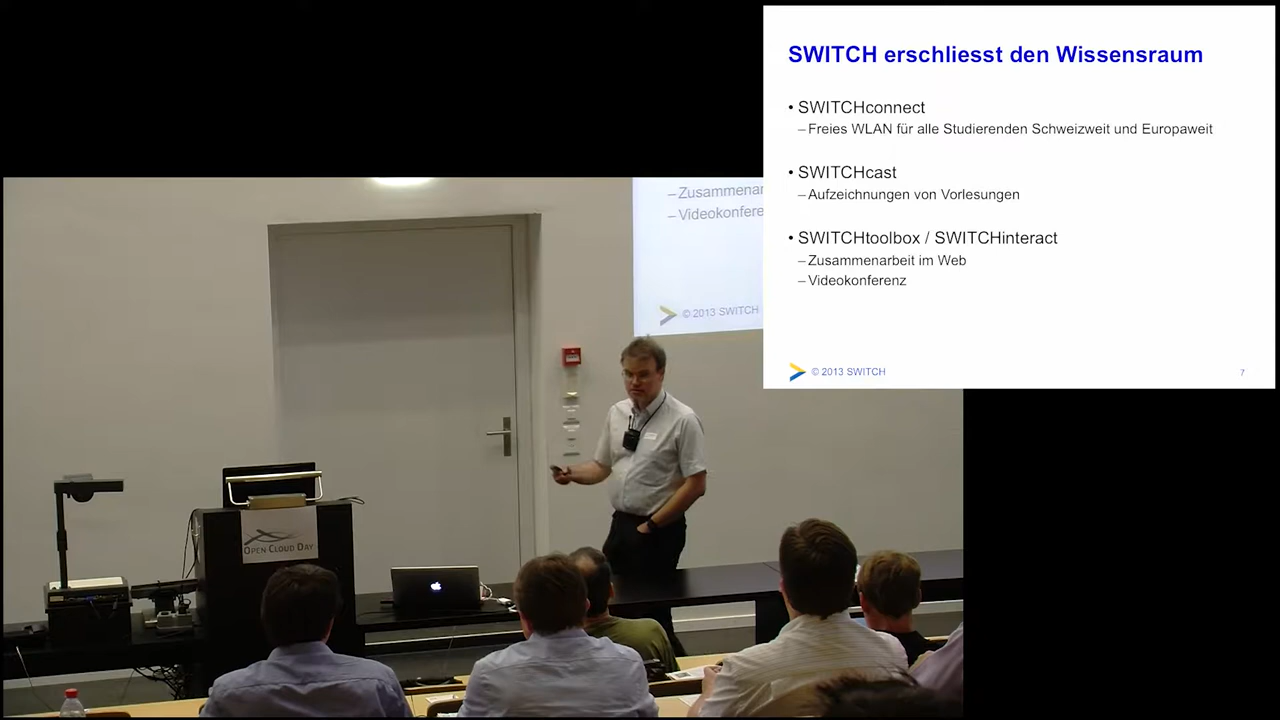 SWITCH erschliesst den Wissensraum
• SWITCHconnect
– Freies WLAN für alle Studierenden Schweizweit und Europaweit
• SWITCHcast
– Aufzeichnungen von Vorlesungen
• SWITCHtoolbox / SWITCHinteract
– Zusammenarbeit im Web
– Videokonferenz
© 2013 SWITCH
7
– Zusammenar
– Videokonfere
© 2013 SWITCH
OPEN CLOUD DAY